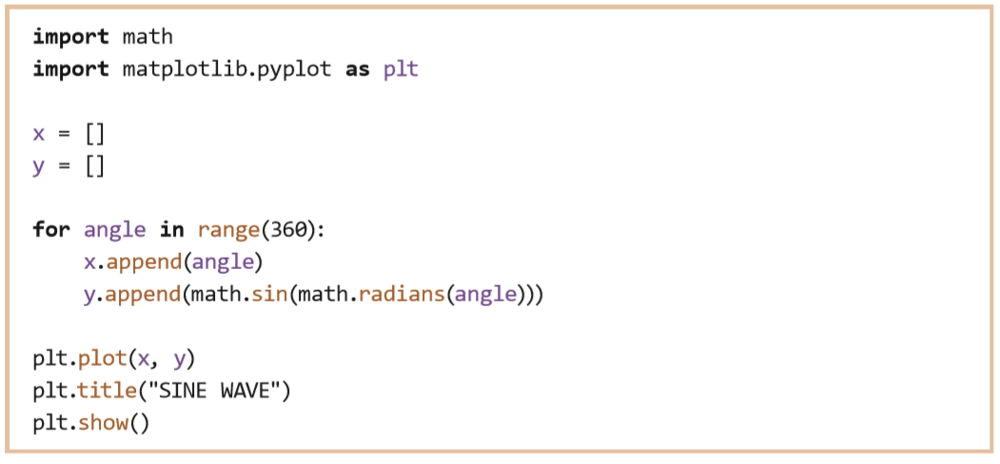 import math
import matplotlib.pyplot as plt

x = []
y = []

for angle in range(360):
    x.append(angle)
    y.append(math.sin(math.radians(angle)))

plt.plot(x, y)
plt.title("SINE WAVE")
plt.show()